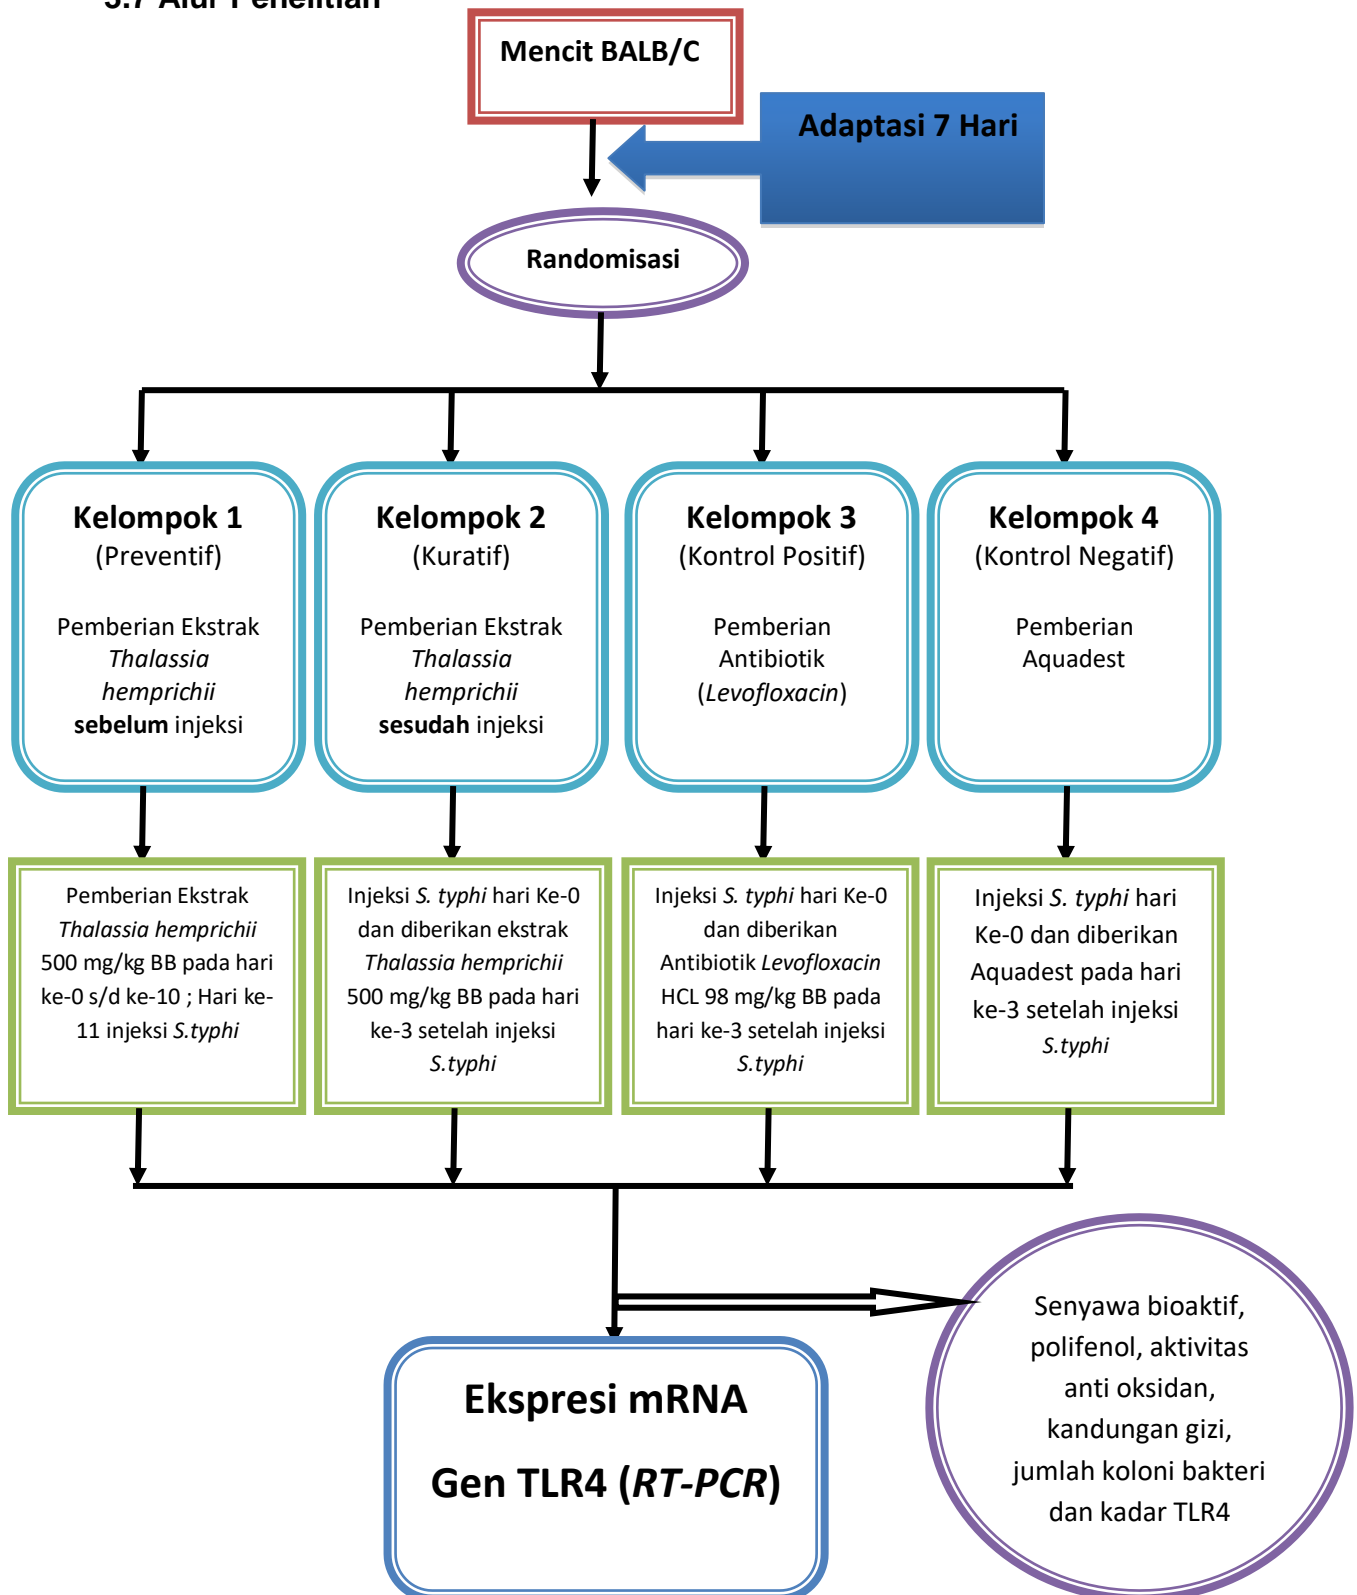 3.7 Alur Penelitian
Mencit BALB/C
Adaptasi 7 Hari
Randomisasi
Kelompok 1
(Preventif)
Pemberian Ekstrak
Thalassia
hemprichii
sebelum injeksi
Kelompok 2
(Kuratif)
Pemberian Ekstrak
Thalassia
hemprichii
sesudah injeksi
Kelompok 3
(Kontrol Positif)
Pemberian
Antibiotik
(Levofloxacin)
Kelompok 4
(Kontrol Negatif)
Pemberian
Aquadest
Pemberian Ekstrak
Thalassia hemprichii
500 mg/kg BB pada hari
ke-0 s/d ke-10 ; Hari ke-
11 injeksi S.typhi
Injeksi S. typhi hari Ke-0
dan diberikan ekstrak
Thalassia hemprichii
500 mg/kg BB pada hari
ke-3 setelah injeksi
S.typhi
Injeksi S. typhi hari Ke-0
dan diberikan
Antibiotik Levofloxacin
HCL 98 mg/kg BB pada
hari ke-3 setelah injeksi
S.typhi
Injeksi S. typhi hari
Ke-0 dan diberikan
Aquadest pada hari
ke-3 setelah injeksi
S.typhi
Senyawa bioaktif,
polifenol, aktivitas
anti oksidan,
kandungan gizi,
jumlah koloni bakteri
dan kadar TLR4
Ekspresi mRNA
Gen TLR4 (RT-PCR)